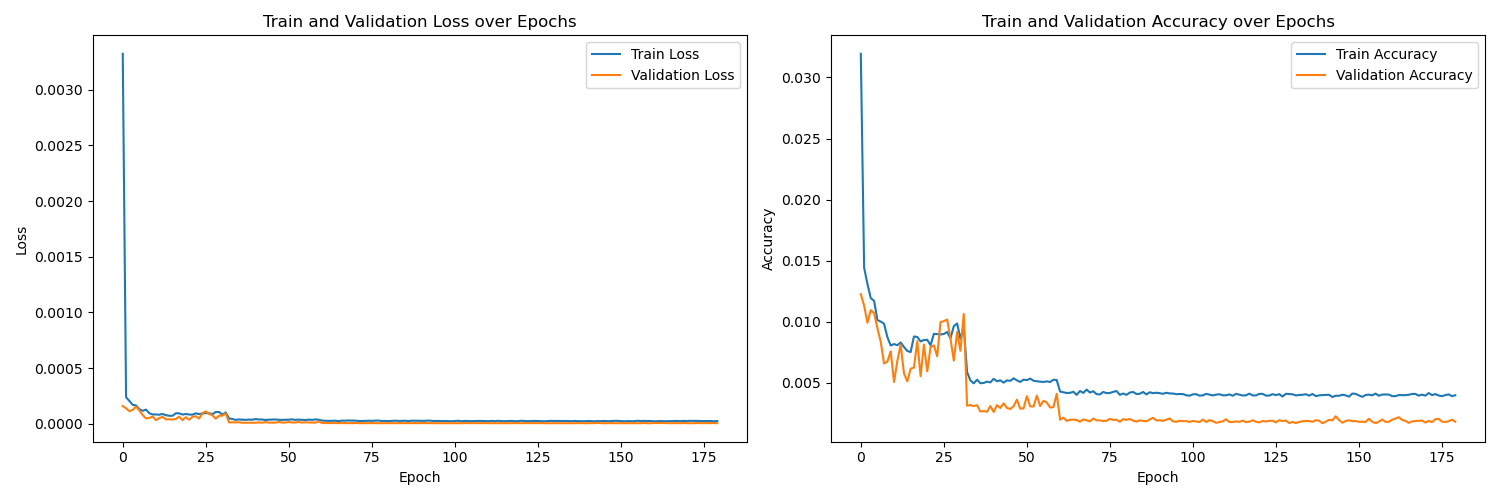 Train and Validation Loss over Epochs
Train Loss
Validation Loss
0.0030
0.0025
0.0020
0.0015
0.0010
0.0005
0.0000
Loss
0 25 50 75 100 125 150 175
Epoch
Train and Validation Accuracy over Epochs
Train Accuracy
Validation Accuracy
0.030
0.025
0.020
0.015
0.010
0.005
Accuracy
0 25 50 75 100 125 150 175
Epoch